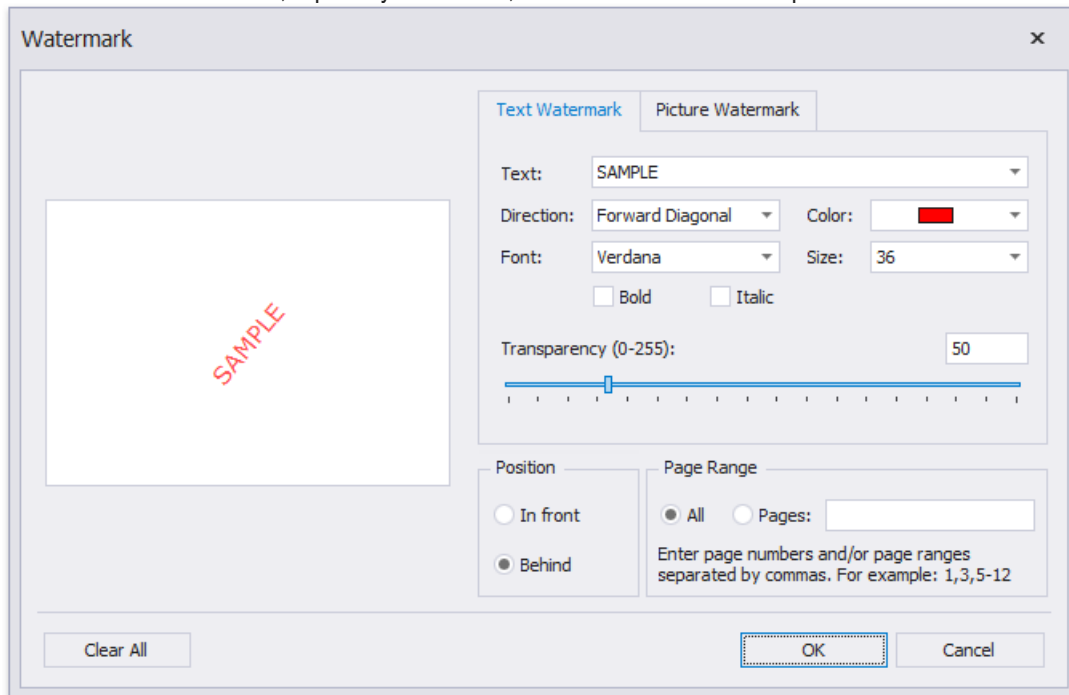 Watermark
Text Watermark Picture Watermark
Text: SAMPLE
Direction: Forward Diagonal Color:
Font: Verdana Size: 36
Bold Italic
SAMPLE
Transparency (0-255): 50
Position Page Range
In front All Pages:
Behind Enter page numbers and/or page ranges
separated by commas. For example: 1,3,5-12
Clear All OK Cancel